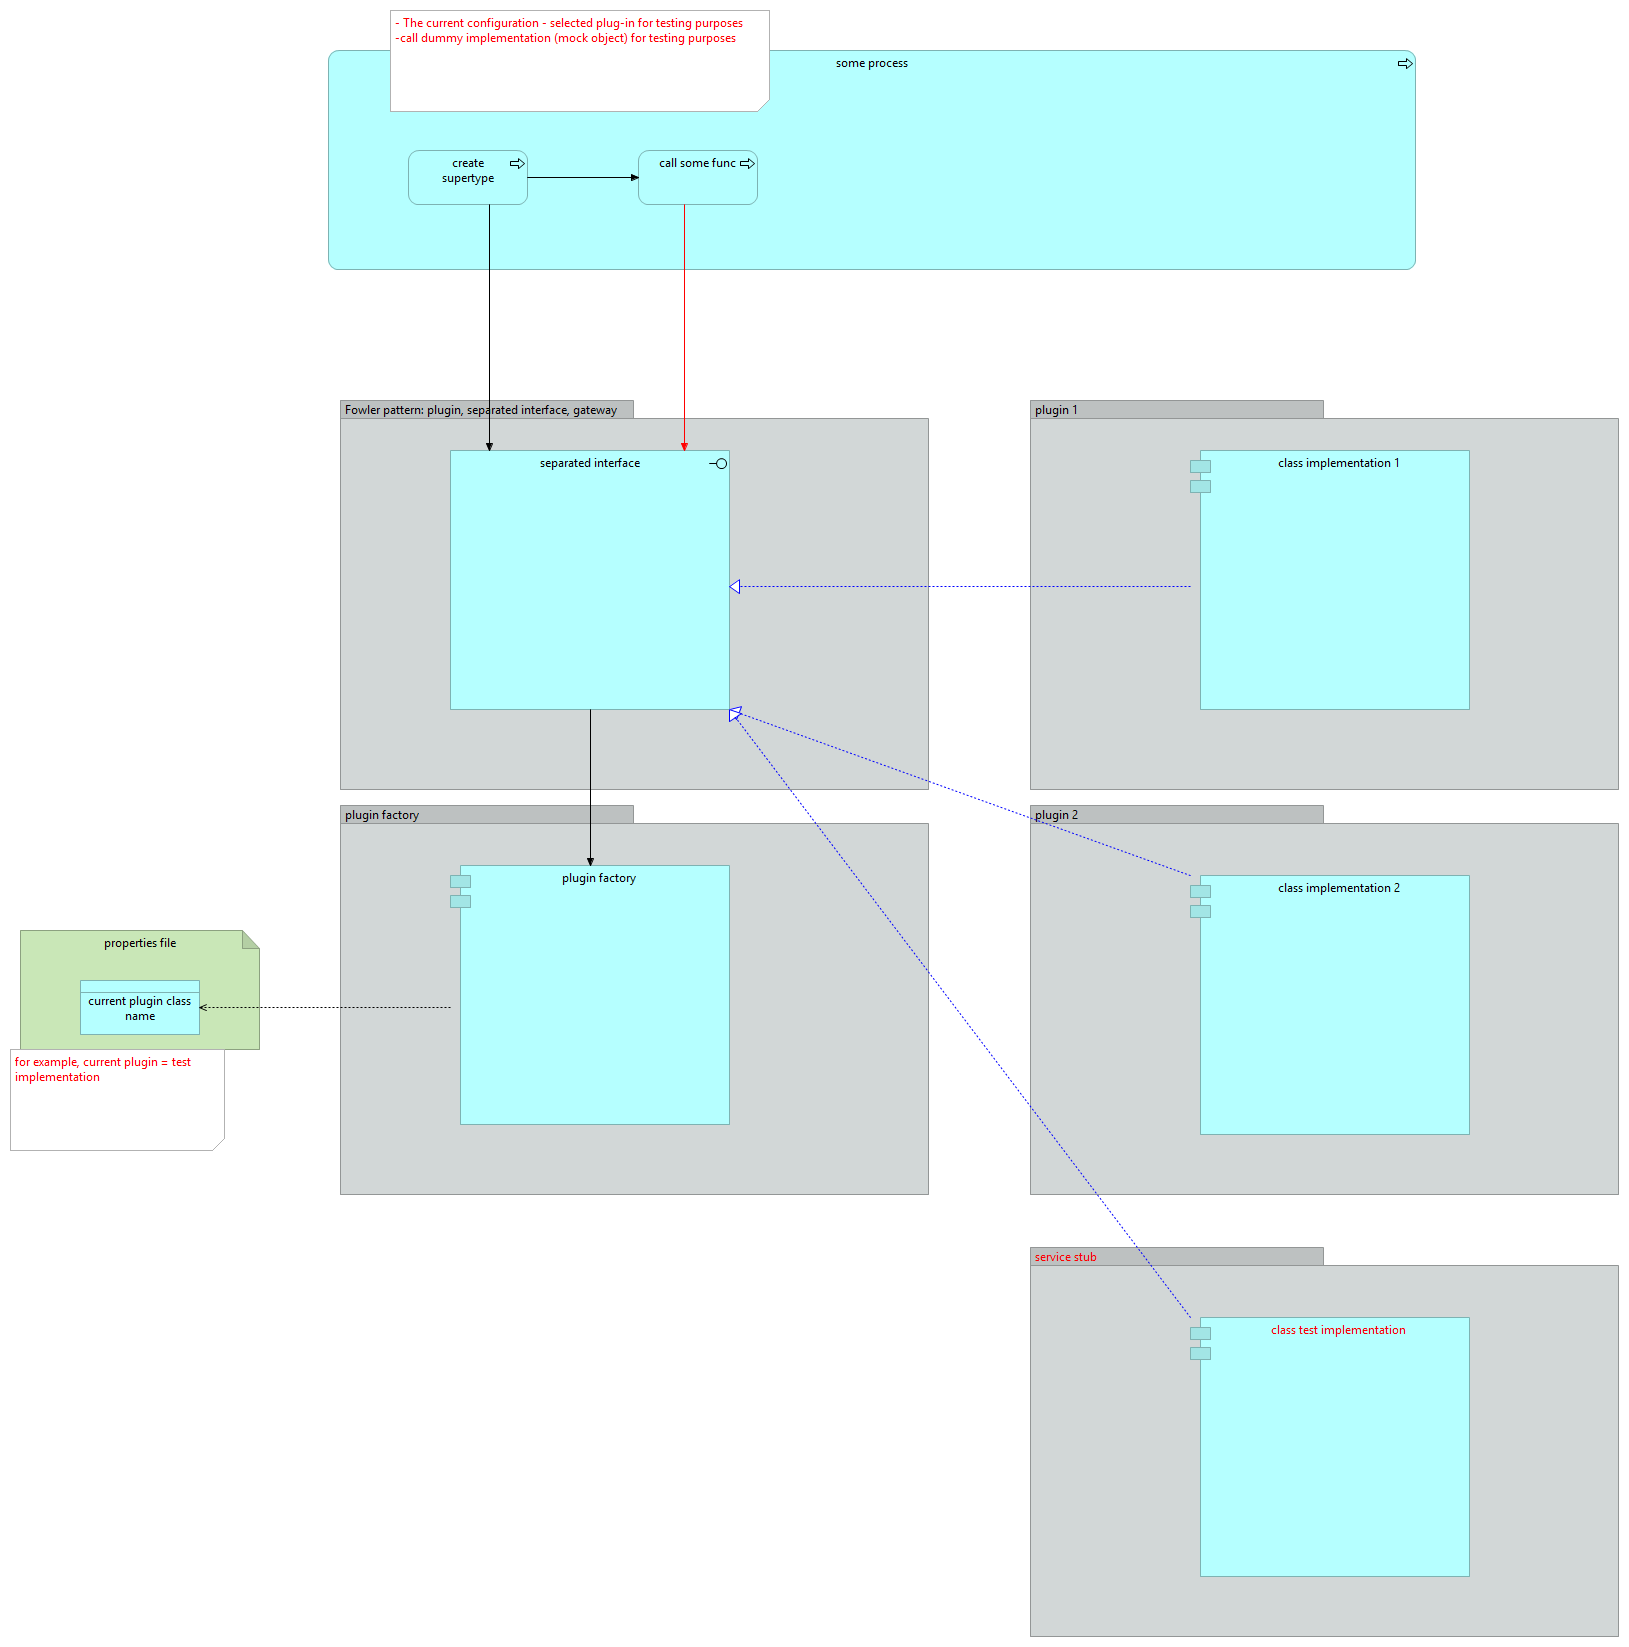 - The current configuration - selected plug-in for testing purposes
-call dummy implementation (mock object) for testing purposes
some process
create
supertype
call some func
Fowler pattern: plugin, separated interface, gateway
plugin 1
separated interface
class implementation 1
plugin factory
plugin 2
plugin factory
class implementation 2
properties file
current plugin class
name
for example, current plugin = test
implementation
service stub
class test implementation